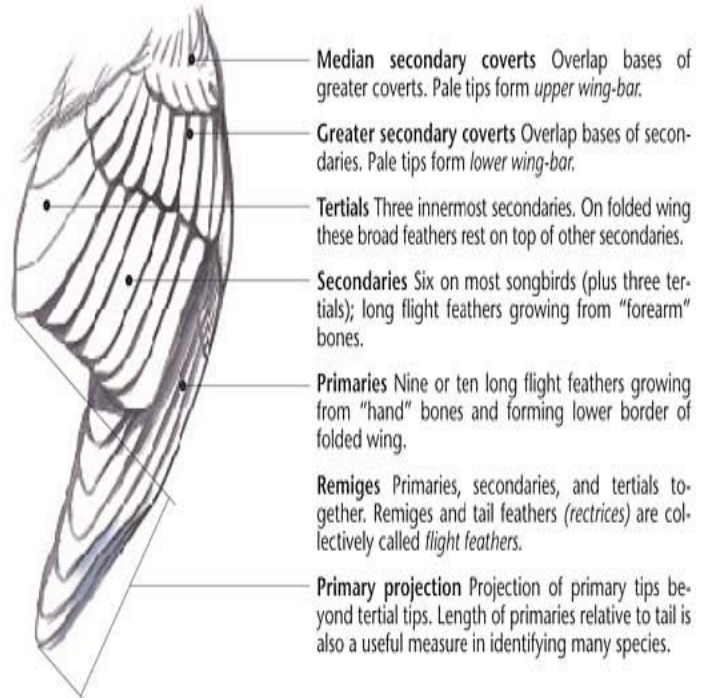 Median secondary coverts Overlap bases of
greater coverts. Pale tips form upper wing-bar.
Greater secondary coverts Overlap bases of secon-
daries. Pale tips form lower wing-bar.
Tertials Three innermost secondaries. On folded wing
these broad feathers rest on top of other secondaries.
Secondaries Six on most songbirds (plus three ter-
tials); long flight feathers growing from “forearm”
bones.
Primaries Nine or ten long flight feathers growing
from “hand” bones and forming lower border of
folded wing.
Remiges Primaries, secondaries, and tertials to-
gether. Remiges and tail feathers (rectrices) are col-
lectively called flight feathers.
Primary projection Projection of primary tips be-
yond tertial tips. Length of primaries relative to tail is
also a useful measure in identifying many species.